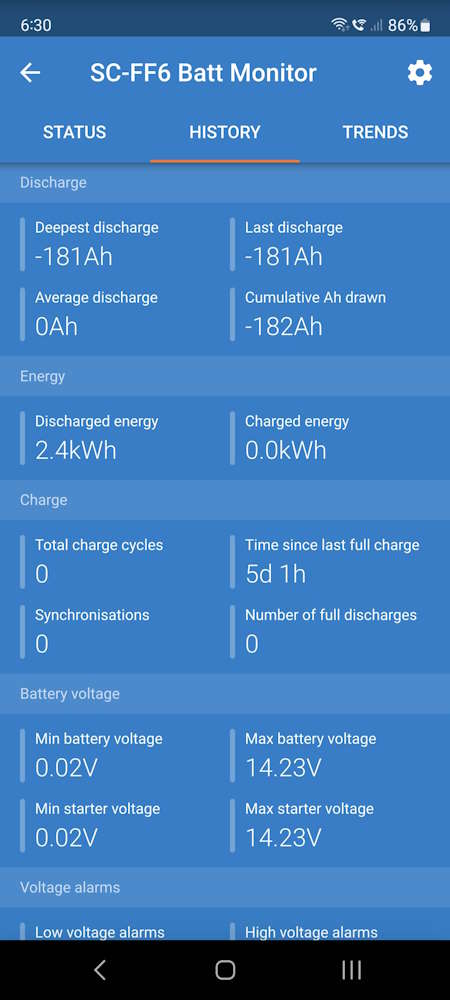 6:30
86%
SC-FF6 Batt Monitor
STATUS
HISTORY
TRENDS
Discharge
Deepest discharge
Last discharge
-181Ah
-181Ah
Average discharge
Cumulative Ah drawn
0Ah
-182Ah
Energy
Discharged energy
Charged energy
2.4kWh
0.0kWh
Charge
Total charge cycles
Time since last full charge
0
5d 1h
Synchronisations
Number of full discharges
0
0
Battery voltage
Min battery voltage
Max battery voltage
0.02V
14.23V
Min starter voltage
Max starter voltage
0.02V
14.23V
Voltage alarms
Low voltage alarms
High voltage alarms